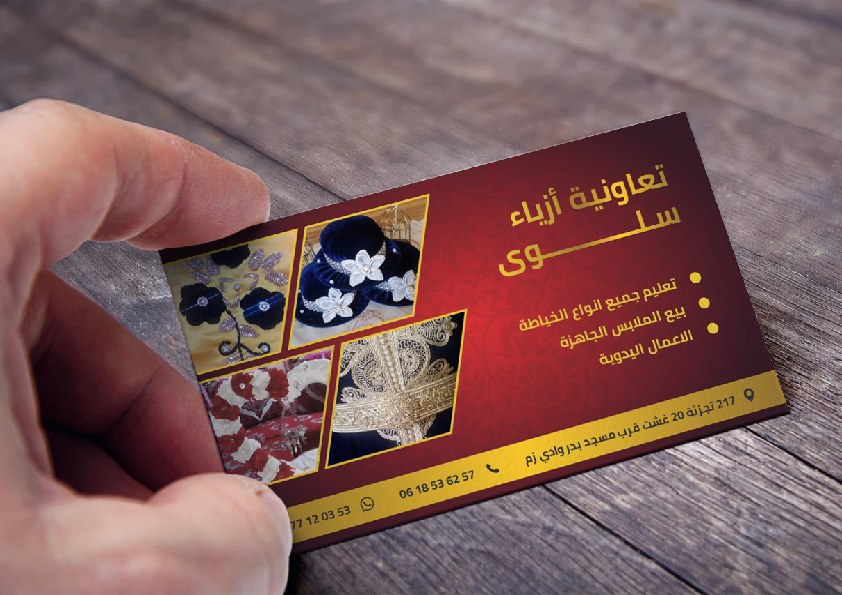 تعاونية أزياء
سلـــــــــوى
تعليم جميع انواع الخياطة
بيع الملابس الجاهزة
الاعمال اليدوية
217 تجزئة 20 غشت قرب مسجد بدر وادي زم
06 18 53 62 57
77 12 03 53